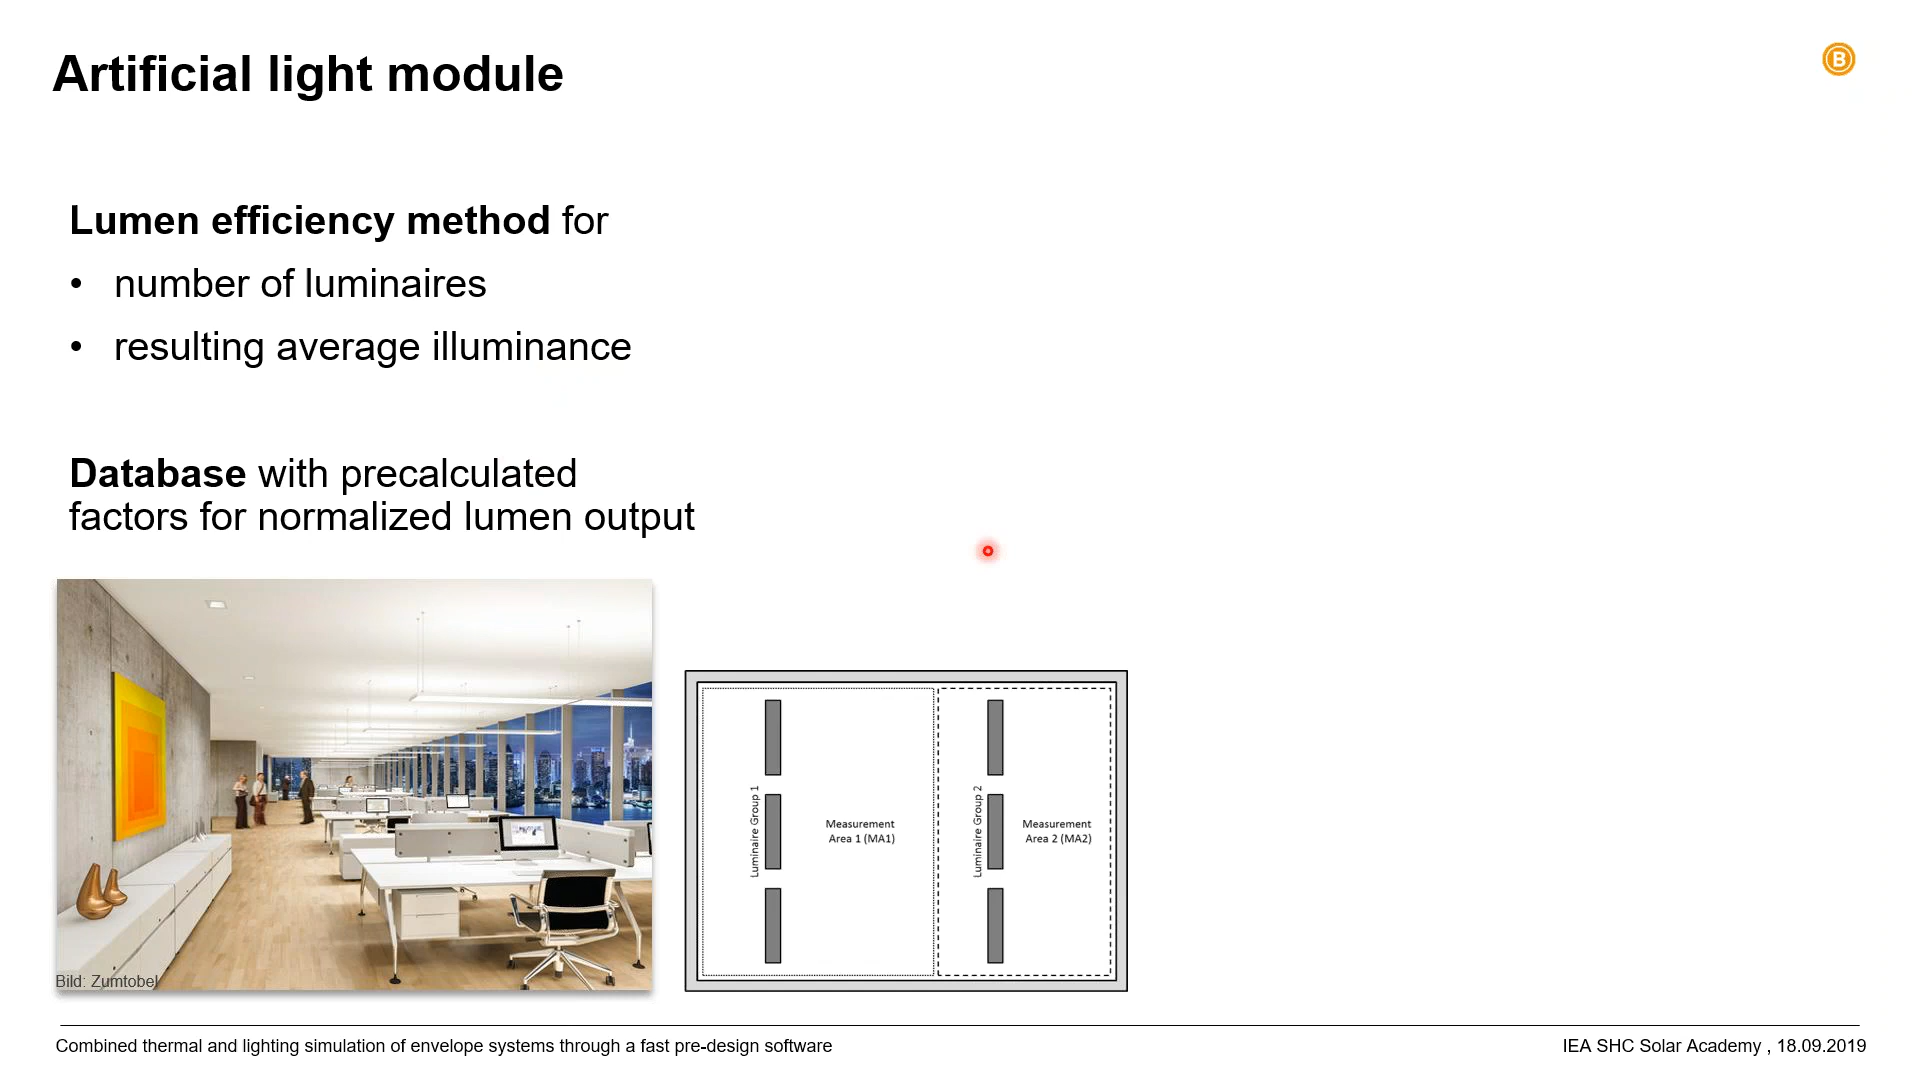 Artificial light module
B
Lumen efficiency method for
• number of luminaires
• resulting average illuminance
Database with precalculated
factors for normalized lumen output
Bild: Zumtobel
Luminaire Group 1
Measurement
Area 1 (MA1)
Luminaire Group 2
Measurement
Area 2 (MA2)
Combined thermal and lighting simulation of envelope systems through a fast pre-design software
IEA SHC Solar Academy , 18.09.2019